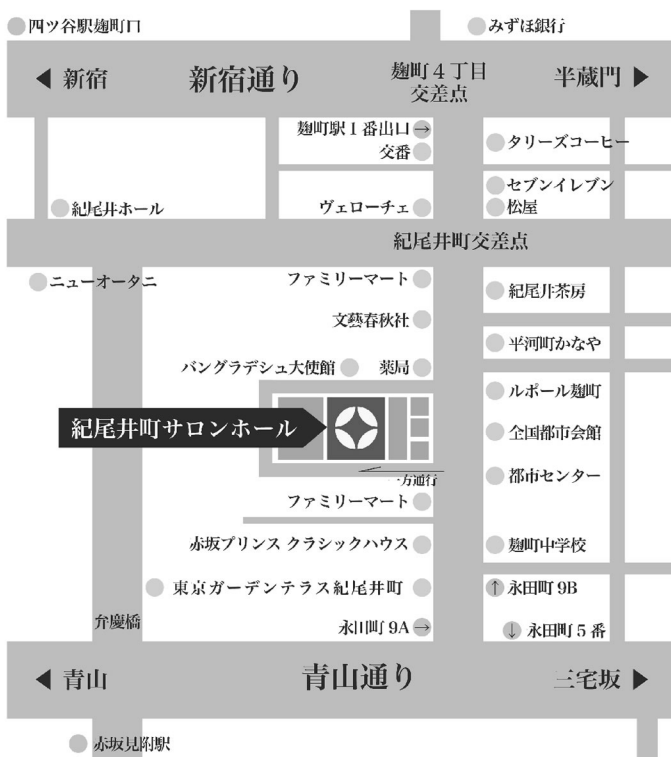 四ツ谷駅麹町口
みずほ銀行
新宿
新宿通り
麹町4丁目
交差点
半蔵門
麹町駅1番出口→
交番
タリーズコーヒー
紀尾井ホール
ヴェローチェ
セブンイレブン
松屋
紀尾井町交差点
ニューオータニ
ファミリーマート
紀尾井茶房
文藝春秋社
平河町かなや
バングラデシュ大使館
薬局
ルポール麹町
紀尾井町サロンホール
全国都市会館
一方通行
都市センター
ファミリーマート
赤坂プリンス クラシックハウス
麹町中学校
東京ガーデンテラス紀尾井町
↑ 永田町9B
弁慶橋
永田町9A→
↓ 永田町5番
青山
青山通り
三宅坂
赤坂見附駅